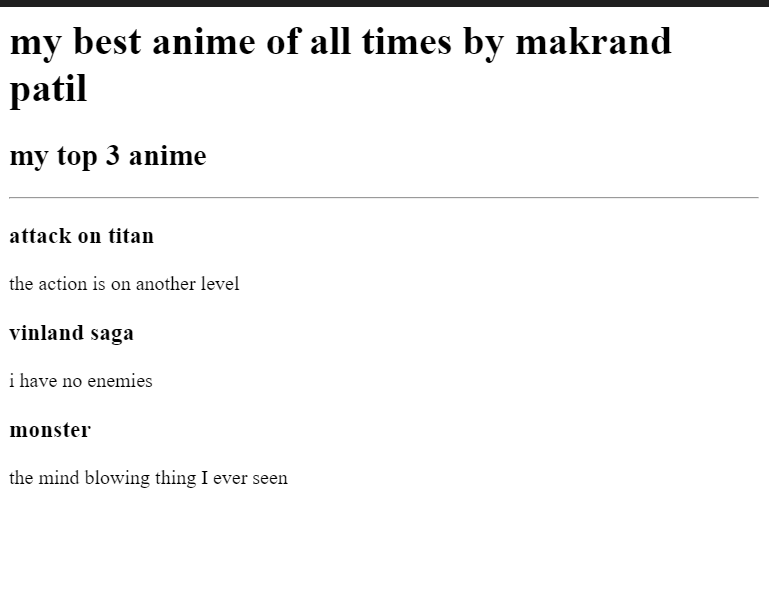 my best anime of all times by makrand
patil
my top 3 anime
attack on titan
the action is on another level
vinland saga
i have no enemies
monster
the mind blowing thing I ever seen